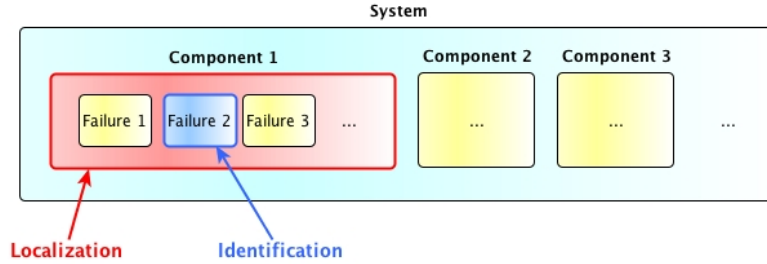 System
Component 1
Component 2
Component 3
Failure 1
Failure 2
Failure 3
...
...
...
...
Localization
Identification